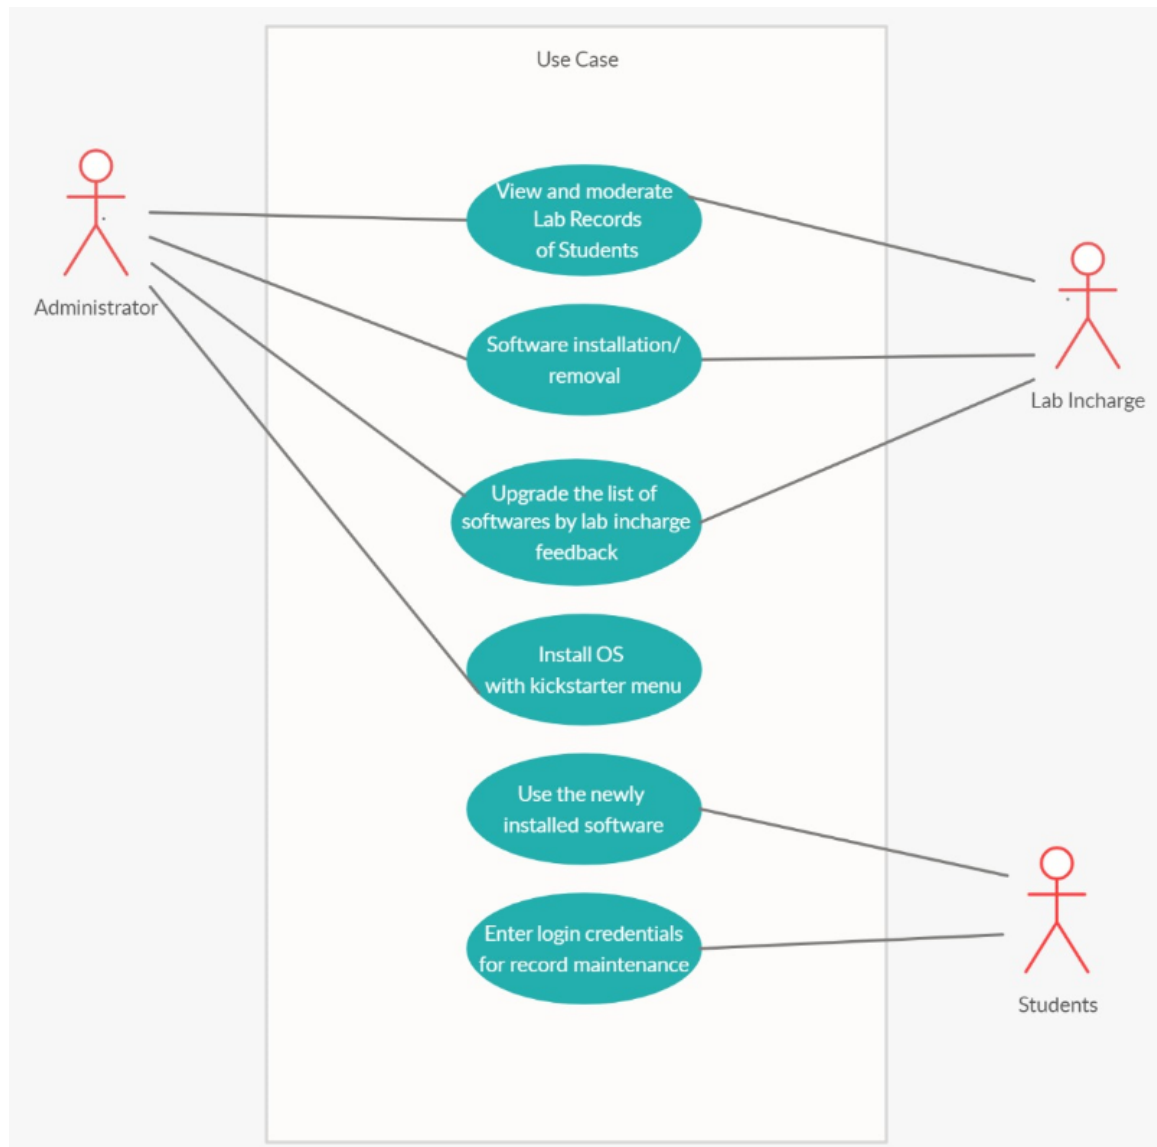 Use Case
View and moderate
Lab Records
of Students
Administrator
Software installation/
removal
Lab Incharge
Upgrade the list of
softwares by lab incharge
feedback
Install OS
with kickstarter menu
Use the newly
installed software
Enter login credentials
for record maintenance
Students